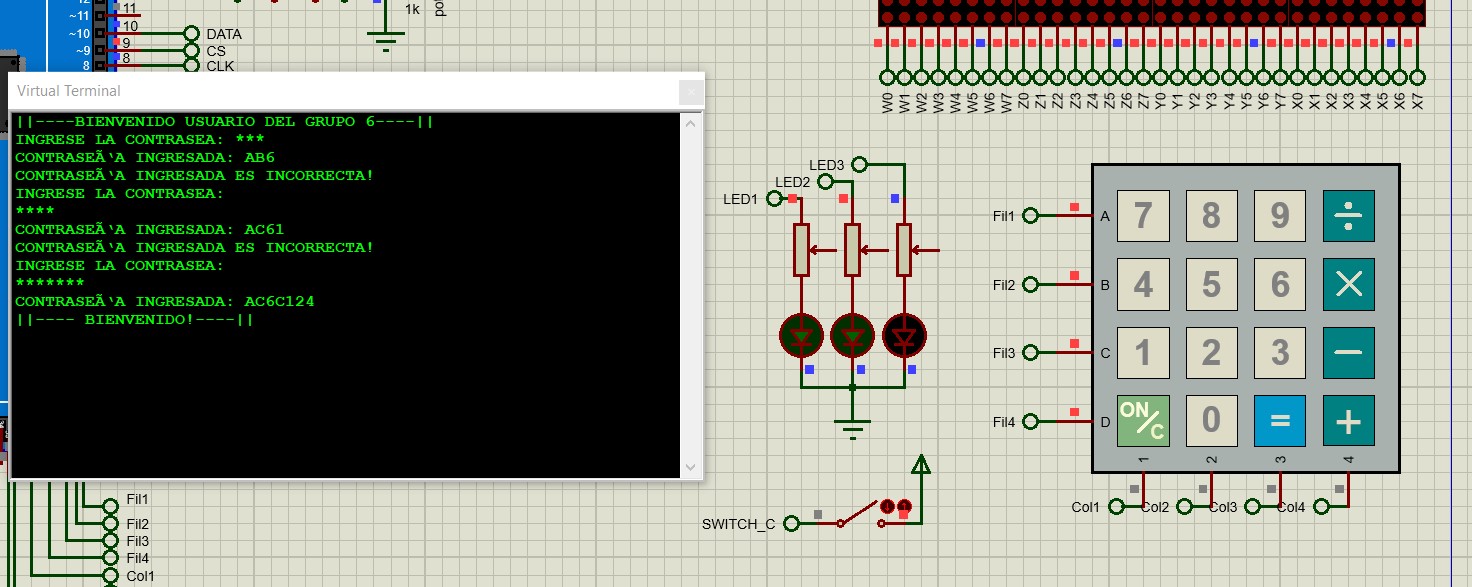 12
~11
11
~10
10
DATA
~9
9
CS
8
8
CLK
1k
Virtual Terminal
||----BIENVENIDO USUARIO DEL GRUPO 6----||
INGRESE LA CONTRASEA: ***
CONTRASEÃ‘A INGRESADA: AB6
CONTRASEÃ‘A INGRESADA ES INCORRECTA!
INGRESE LA CONTRASEA:
****
CONTRASEÃ‘A INGRESADA: AC61
CONTRASEÃ‘A INGRESADA ES INCORRECTA!
INGRESE LA CONTRASEA:
*******
CONTRASEÃ‘A INGRESADA: AC6C124
||---- BIENVENIDO!----||
Fil1
Fil2
Fil3
Fil4
Col1
W0 W1 W2 W3 W4 W5 W6 W7 Z0 Z1 Z2 Z3 Z4 Z5 Z6 Z7 Y0 Y1 Y2 Y3 Y4 Y5 Y6 Y7 X0 X1 X2 X3 X4 X5 X6 X7
LED3
LED2
LED1
SWITCH_C
Fil1 A 7 8 9 ÷
Fil2 B 4 5 6 ×
Fil3 C 1 2 3 −
Fil4 D ON/C 0 = +
1 2 3 4
Col1 Col2 Col3 Col4